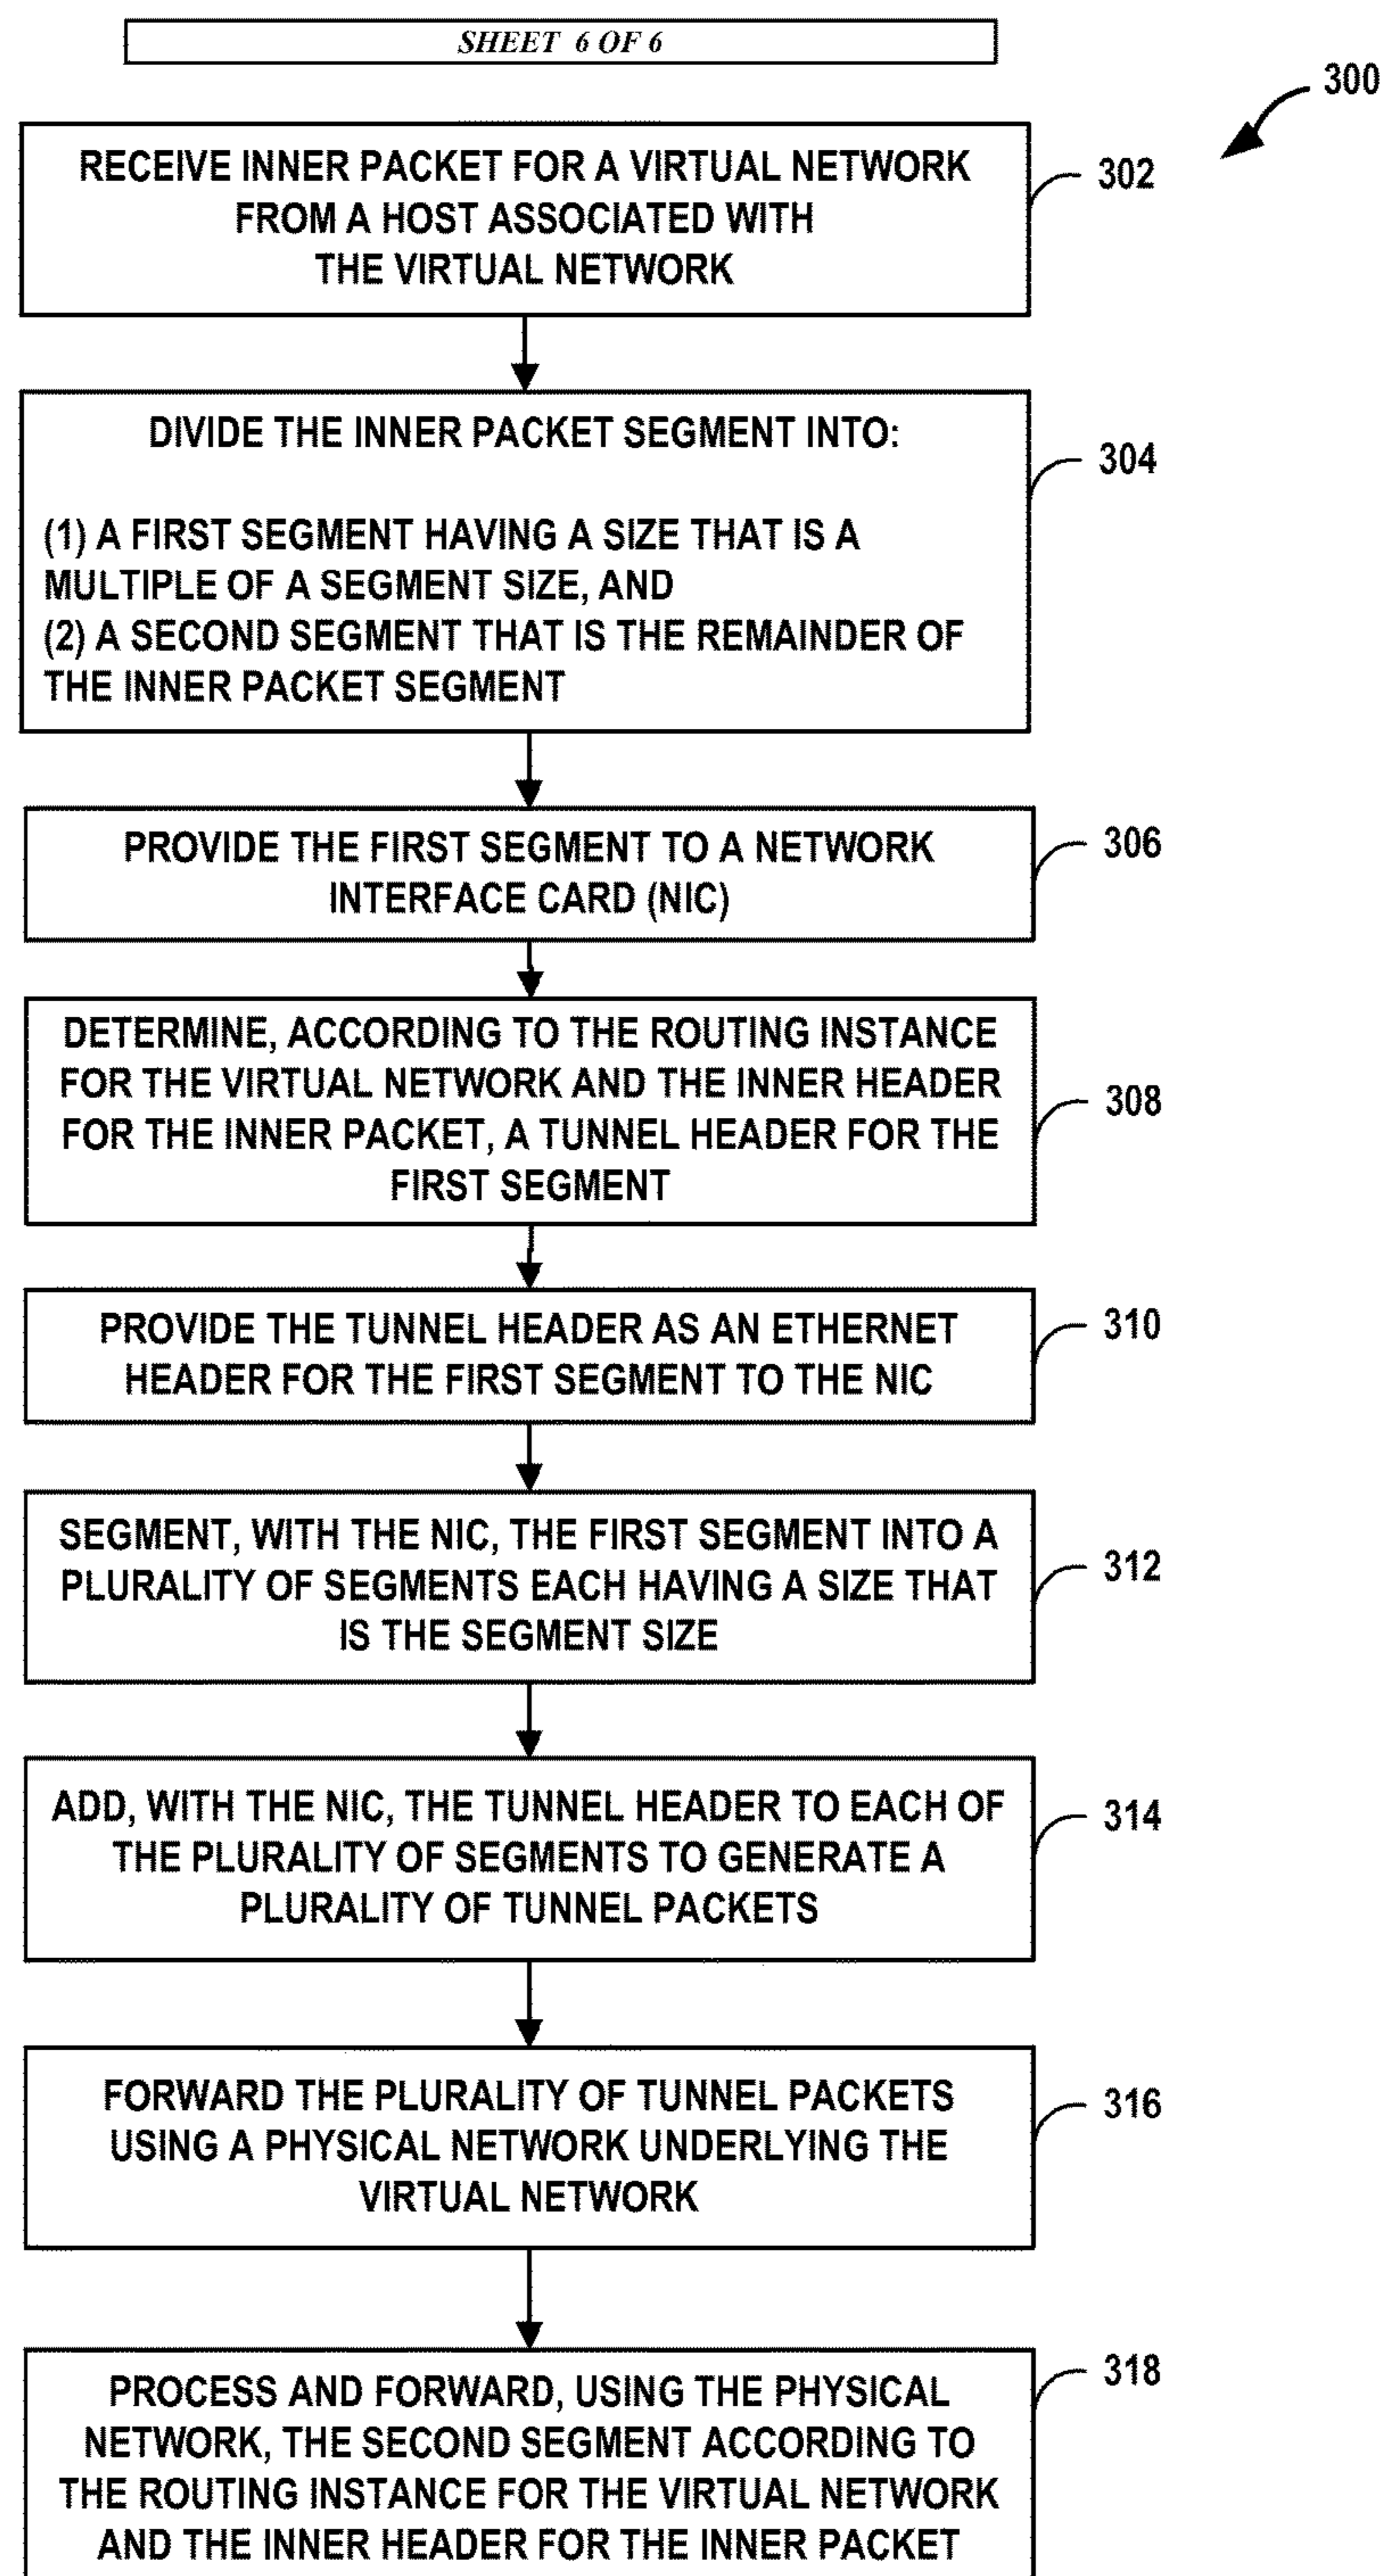 SHEET 6 OF 6
300
RECEIVE INNER PACKET FOR A VIRTUAL NETWORK
FROM A HOST ASSOCIATED WITH
THE VIRTUAL NETWORK
302
DIVIDE THE INNER PACKET SEGMENT INTO:
(1) A FIRST SEGMENT HAVING A SIZE THAT IS A
MULTIPLE OF A SEGMENT SIZE, AND
(2) A SECOND SEGMENT THAT IS THE REMAINDER OF
THE INNER PACKET SEGMENT
304
PROVIDE THE FIRST SEGMENT TO A NETWORK
INTERFACE CARD (NIC)
306
DETERMINE, ACCORDING TO THE ROUTING INSTANCE
FOR THE VIRTUAL NETWORK AND THE INNER HEADER
FOR THE INNER PACKET, A TUNNEL HEADER FOR THE
FIRST SEGMENT
308
PROVIDE THE TUNNEL HEADER AS AN ETHERNET
HEADER FOR THE FIRST SEGMENT TO THE NIC
310
SEGMENT, WITH THE NIC, THE FIRST SEGMENT INTO A
PLURALITY OF SEGMENTS EACH HAVING A SIZE THAT
IS THE SEGMENT SIZE
312
ADD, WITH THE NIC, THE TUNNEL HEADER TO EACH OF
THE PLURALITY OF SEGMENTS TO GENERATE A
PLURALITY OF TUNNEL PACKETS
314
FORWARD THE PLURALITY OF TUNNEL PACKETS
USING A PHYSICAL NETWORK UNDERLYING THE
VIRTUAL NETWORK
316
PROCESS AND FORWARD, USING THE PHYSICAL
NETWORK, THE SECOND SEGMENT ACCORDING TO
THE ROUTING INSTANCE FOR THE VIRTUAL NETWORK
AND THE INNER HEADER FOR THE INNER PACKET
318